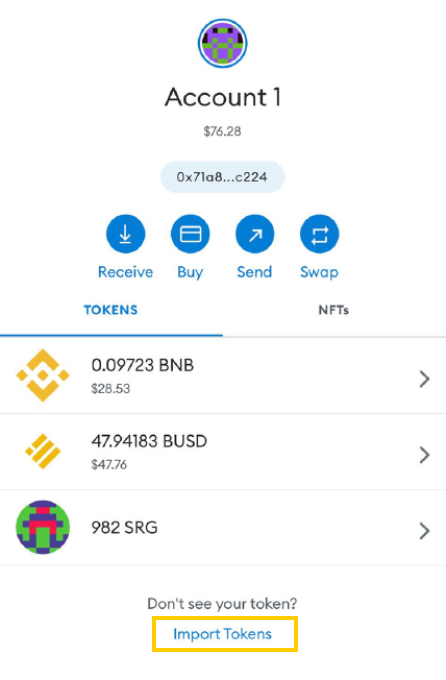 Account 1
$76.28
0x71a8...c224
Receive Buy Send Swap
TOKENS NFTs
0.09723 BNB
$28.53
47.94183 BUSD
$47.76
982 SRG
Don't see your token?
Import Tokens